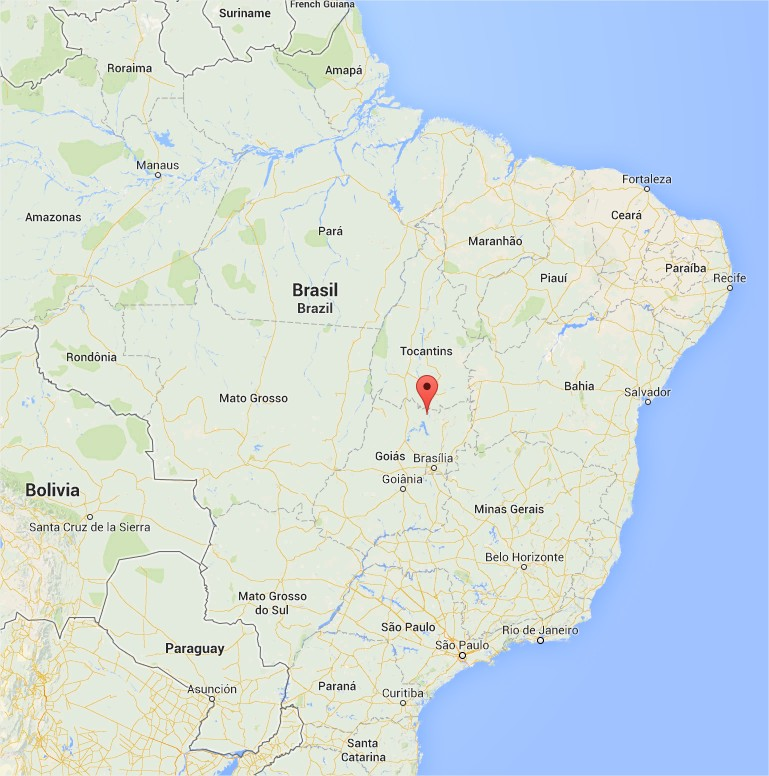 French Guiana
Suriname
Roraima
Amapá
Manaus
Fortaleza
Amazonas
Ceará
Pará
Maranhão
Paraíba
Piauí
Recife
Brasil
Brazil
Tocantins
Rondônia
Bahia
Salvador
Mato Grosso
Goiás
Brasília
Goiânia
Bolivia
Minas Gerais
Santa Cruz de la Sierra
Belo Horizonte
Mato Grosso
do Sul
São Paulo
Rio de Janeiro
São Paulo
Paraguay
Asunción
Paraná
Curitiba
Santa
Catarina